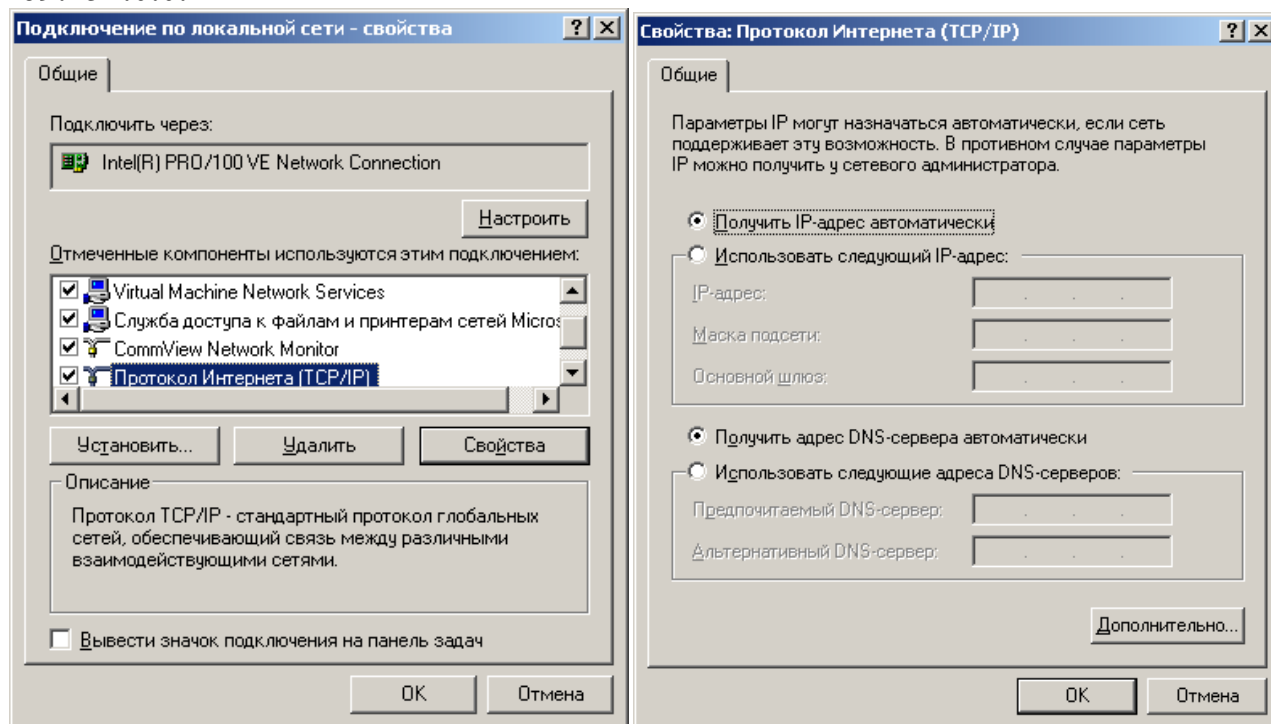 Подключение по локальной сети - свойства
Общие
Подключить через:
Intel(R) PRO/100 VE Network Connection
Настроить
Отмеченные компоненты используются этим подключением:
Virtual Machine Network Services
Служба доступа к файлам и принтерам сетей Micros
CommView Network Monitor
Протокол Интернета (TCP/IP)
Установить...
Удалить
Свойства
Описание
Протокол TCP/IP - стандартный протокол глобальных
сетей, обеспечивающий связь между различными
взаимодействующими сетями.
Вывести значок подключения на панель задач
OK
Отмена
Свойства: Протокол Интернета (TCP/IP)
Общие
Параметры IP могут назначаться автоматически, если сеть
поддерживает эту возможность. В противном случае параметры
IP можно получить у сетевого администратора.
Получить IP-адрес автоматически
Использовать следующий IP-адрес:
IP-адрес:
Маска подсети:
Основной шлюз:
Получить адрес DNS-сервера автоматически
Использовать следующие адреса DNS-серверов:
Предпочитаемый DNS-сервер:
Альтернативный DNS-сервер:
Дополнительно...
OK
Отмена